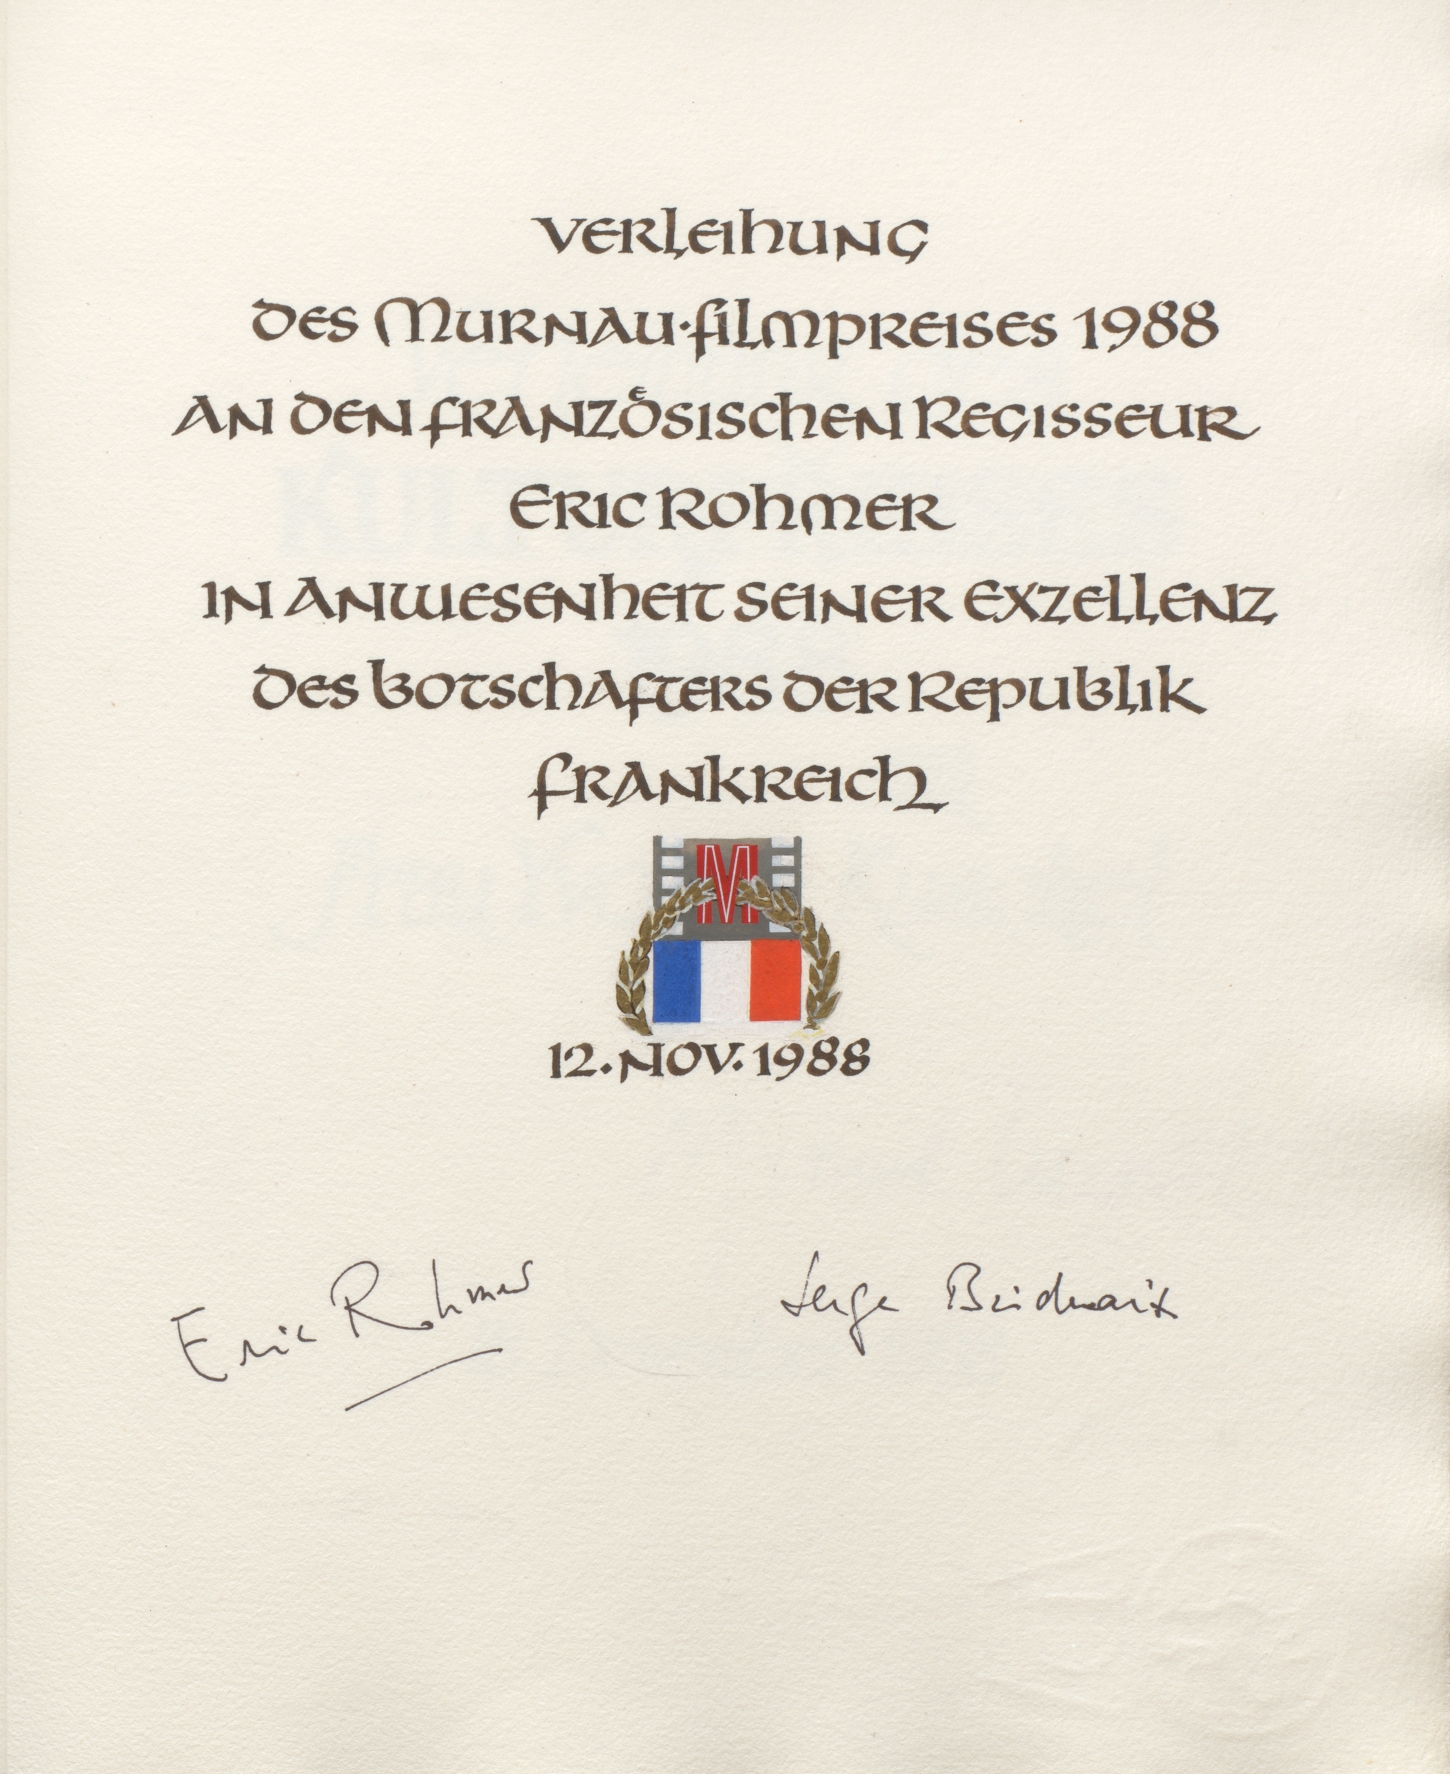 Verleihung
des Murnau-Filmpreises 1988
an den französischen Regisseur
Eric Rohmer
in Anwesenheit seiner Exzellenz
des Botschafters der Republik
Frankreich
M
12. Nov. 1988
Eric Rohmer
Serge Boidevaix